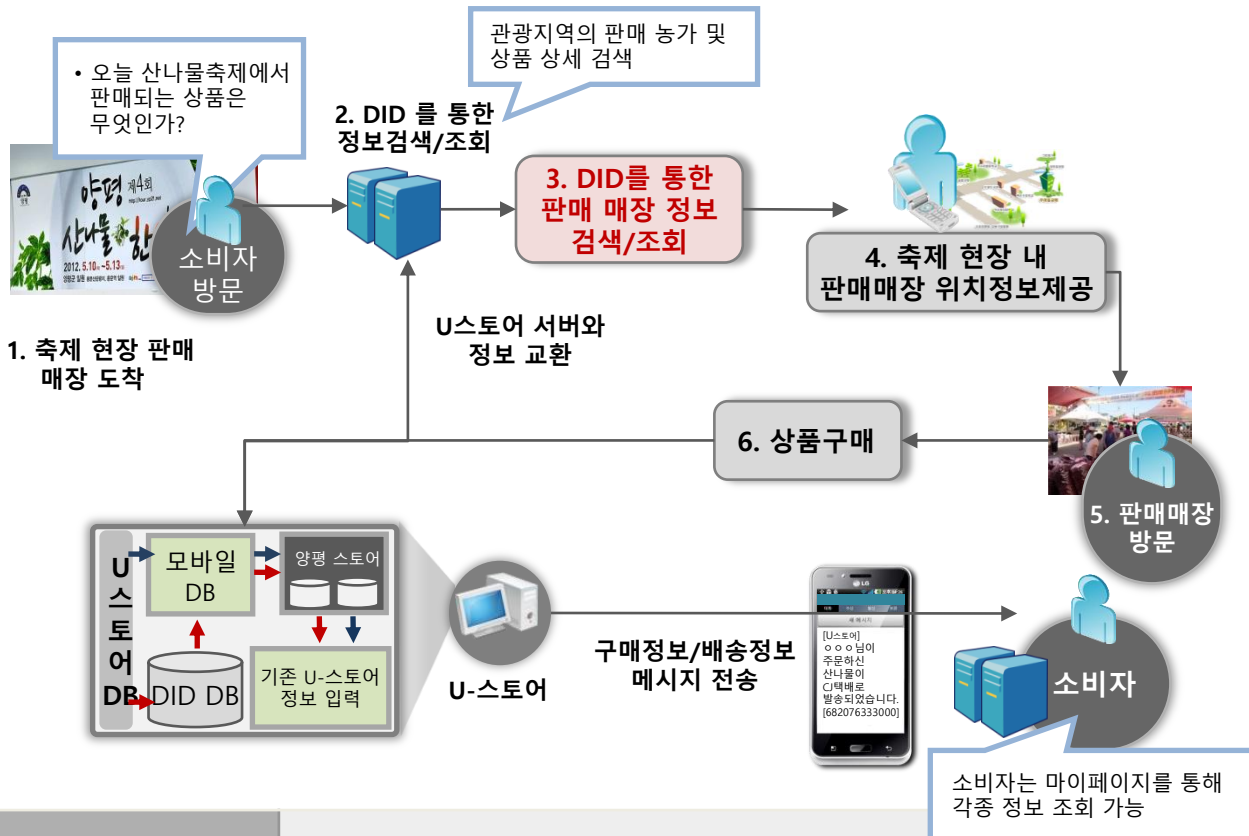 관광지역의 판매 농가 및
상품 상세 검색
• 오늘 산나물축제에서
판매되는 상품은
무엇인가?
2. DID 를 통한
정보검색/조회
양평 제4회
산나물 한
2012. 5.10 ~5.13
소비자
방문
1. 축제 현장 판매
매장 도착
3. DID를 통한
판매 매장 정보
검색/조회
4. 축제 현장 내
판매매장 위치정보제공
U스토어 서버와
정보 교환
6. 상품구매
5. 판매매장
방문
U
스
토
어
DB
모바일
DB
양평 스토어
DID DB
기존 U-스토어
정보 입력
U-스토어
구매정보/배송정보
메시지 전송
LG
새 메시지
[U스토어]
ㅇㅇㅇ님이
주문하신
산나물이
CJ택배로
발송되었습니다.
[682076333000]
소비자
소비자는 마이페이지를 통해
각종 정보 조회 가능